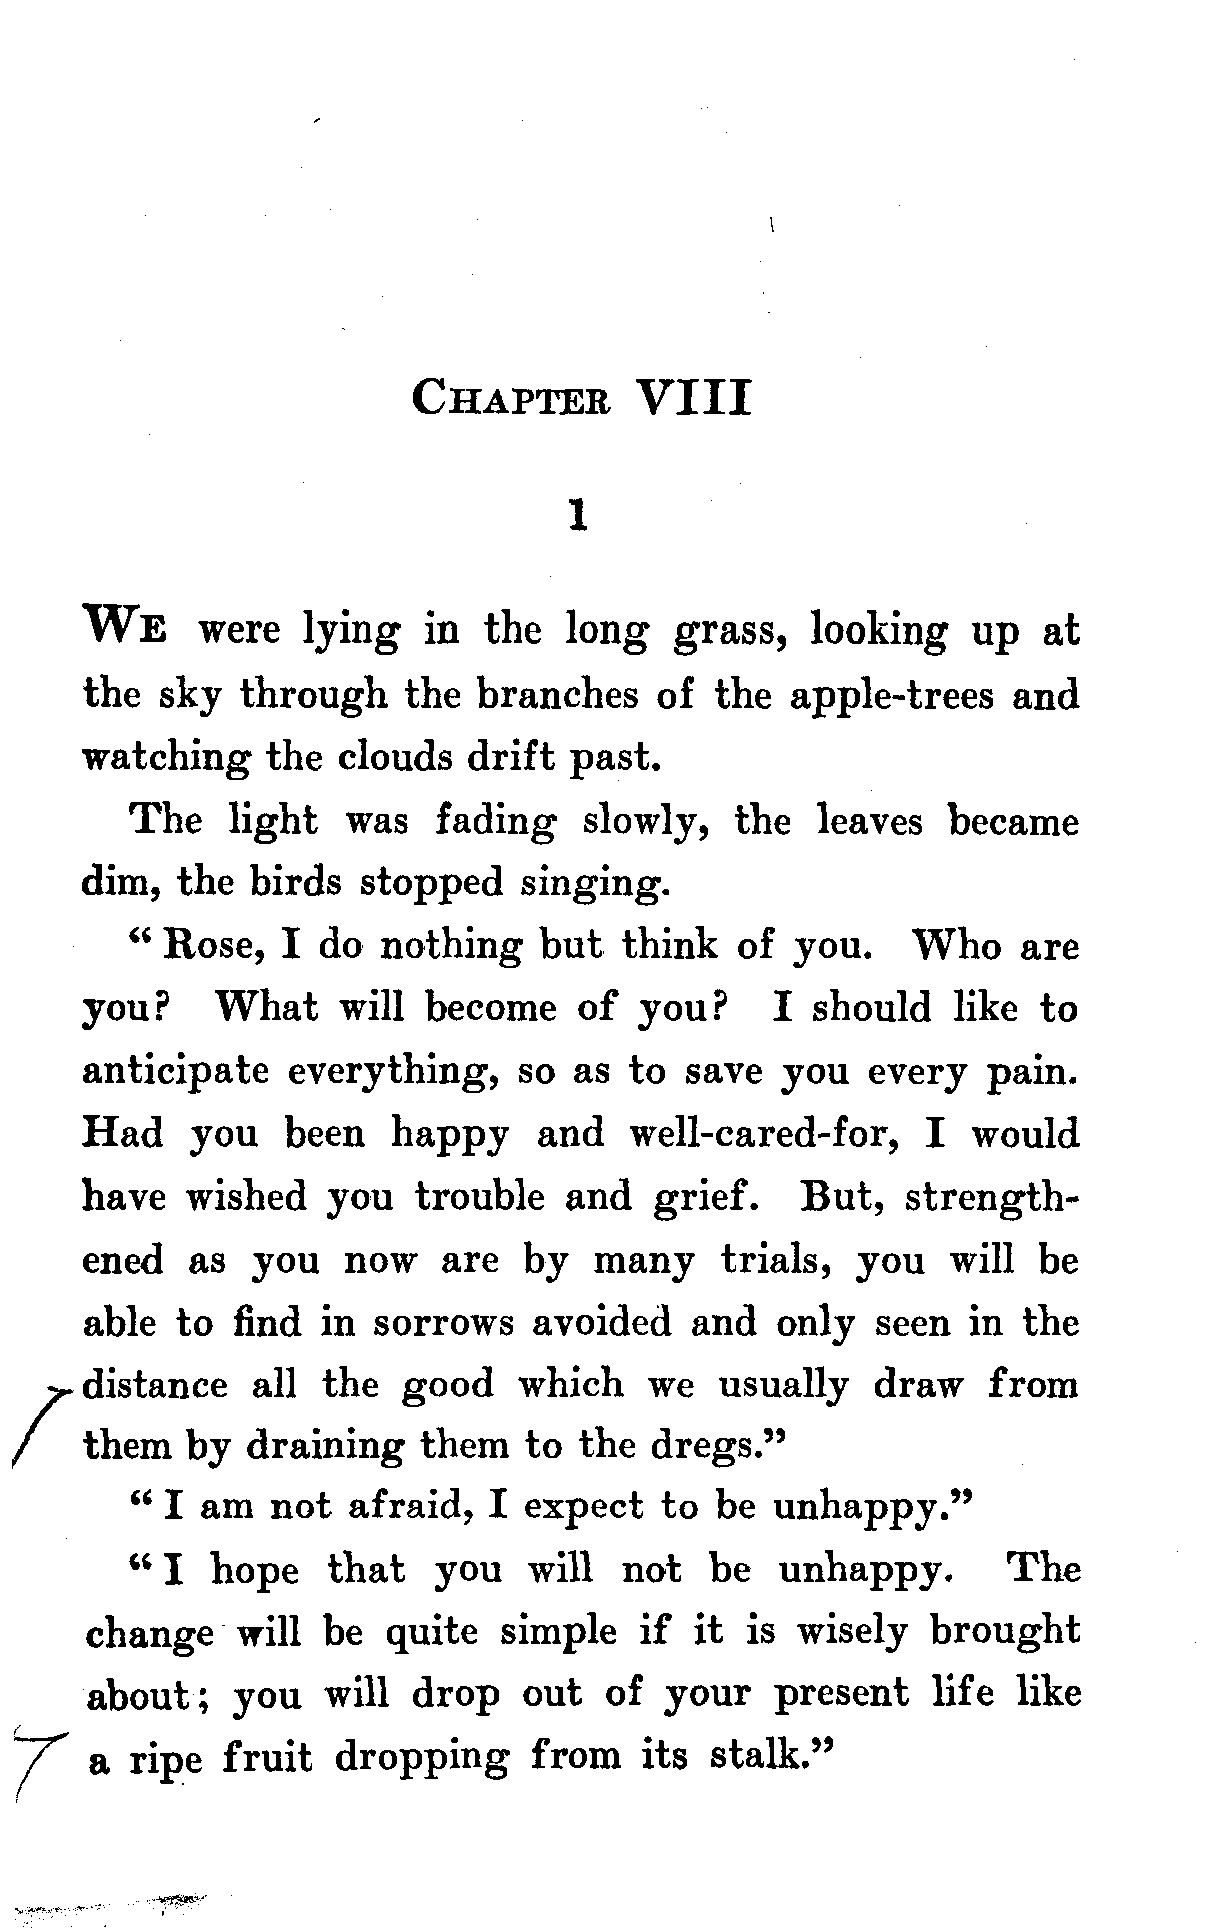 CHAPTER VIII
1
WE were lying in the long grass, looking up at
the sky through the branches of the apple-trees and
watching the clouds drift past.
The light was fading slowly, the leaves became
dim, the birds stopped singing.
“ Rose, I do nothing but think of you. Who are
you? What will become of you? I should like to
anticipate everything, so as to save you every pain.
Had you been happy and well-cared-for, I would
have wished you trouble and grief. But, strength-
ened as you now are by many trials, you will be
able to find in sorrows avoided and only seen in the
distance all the good which we usually draw from
them by draining them to the dregs.”
“ I am not afraid, I expect to be unhappy.”
“ I hope that you will not be unhappy. The
change will be quite simple if it is wisely brought
about; you will drop out of your present life like
a ripe fruit dropping from its stalk.”